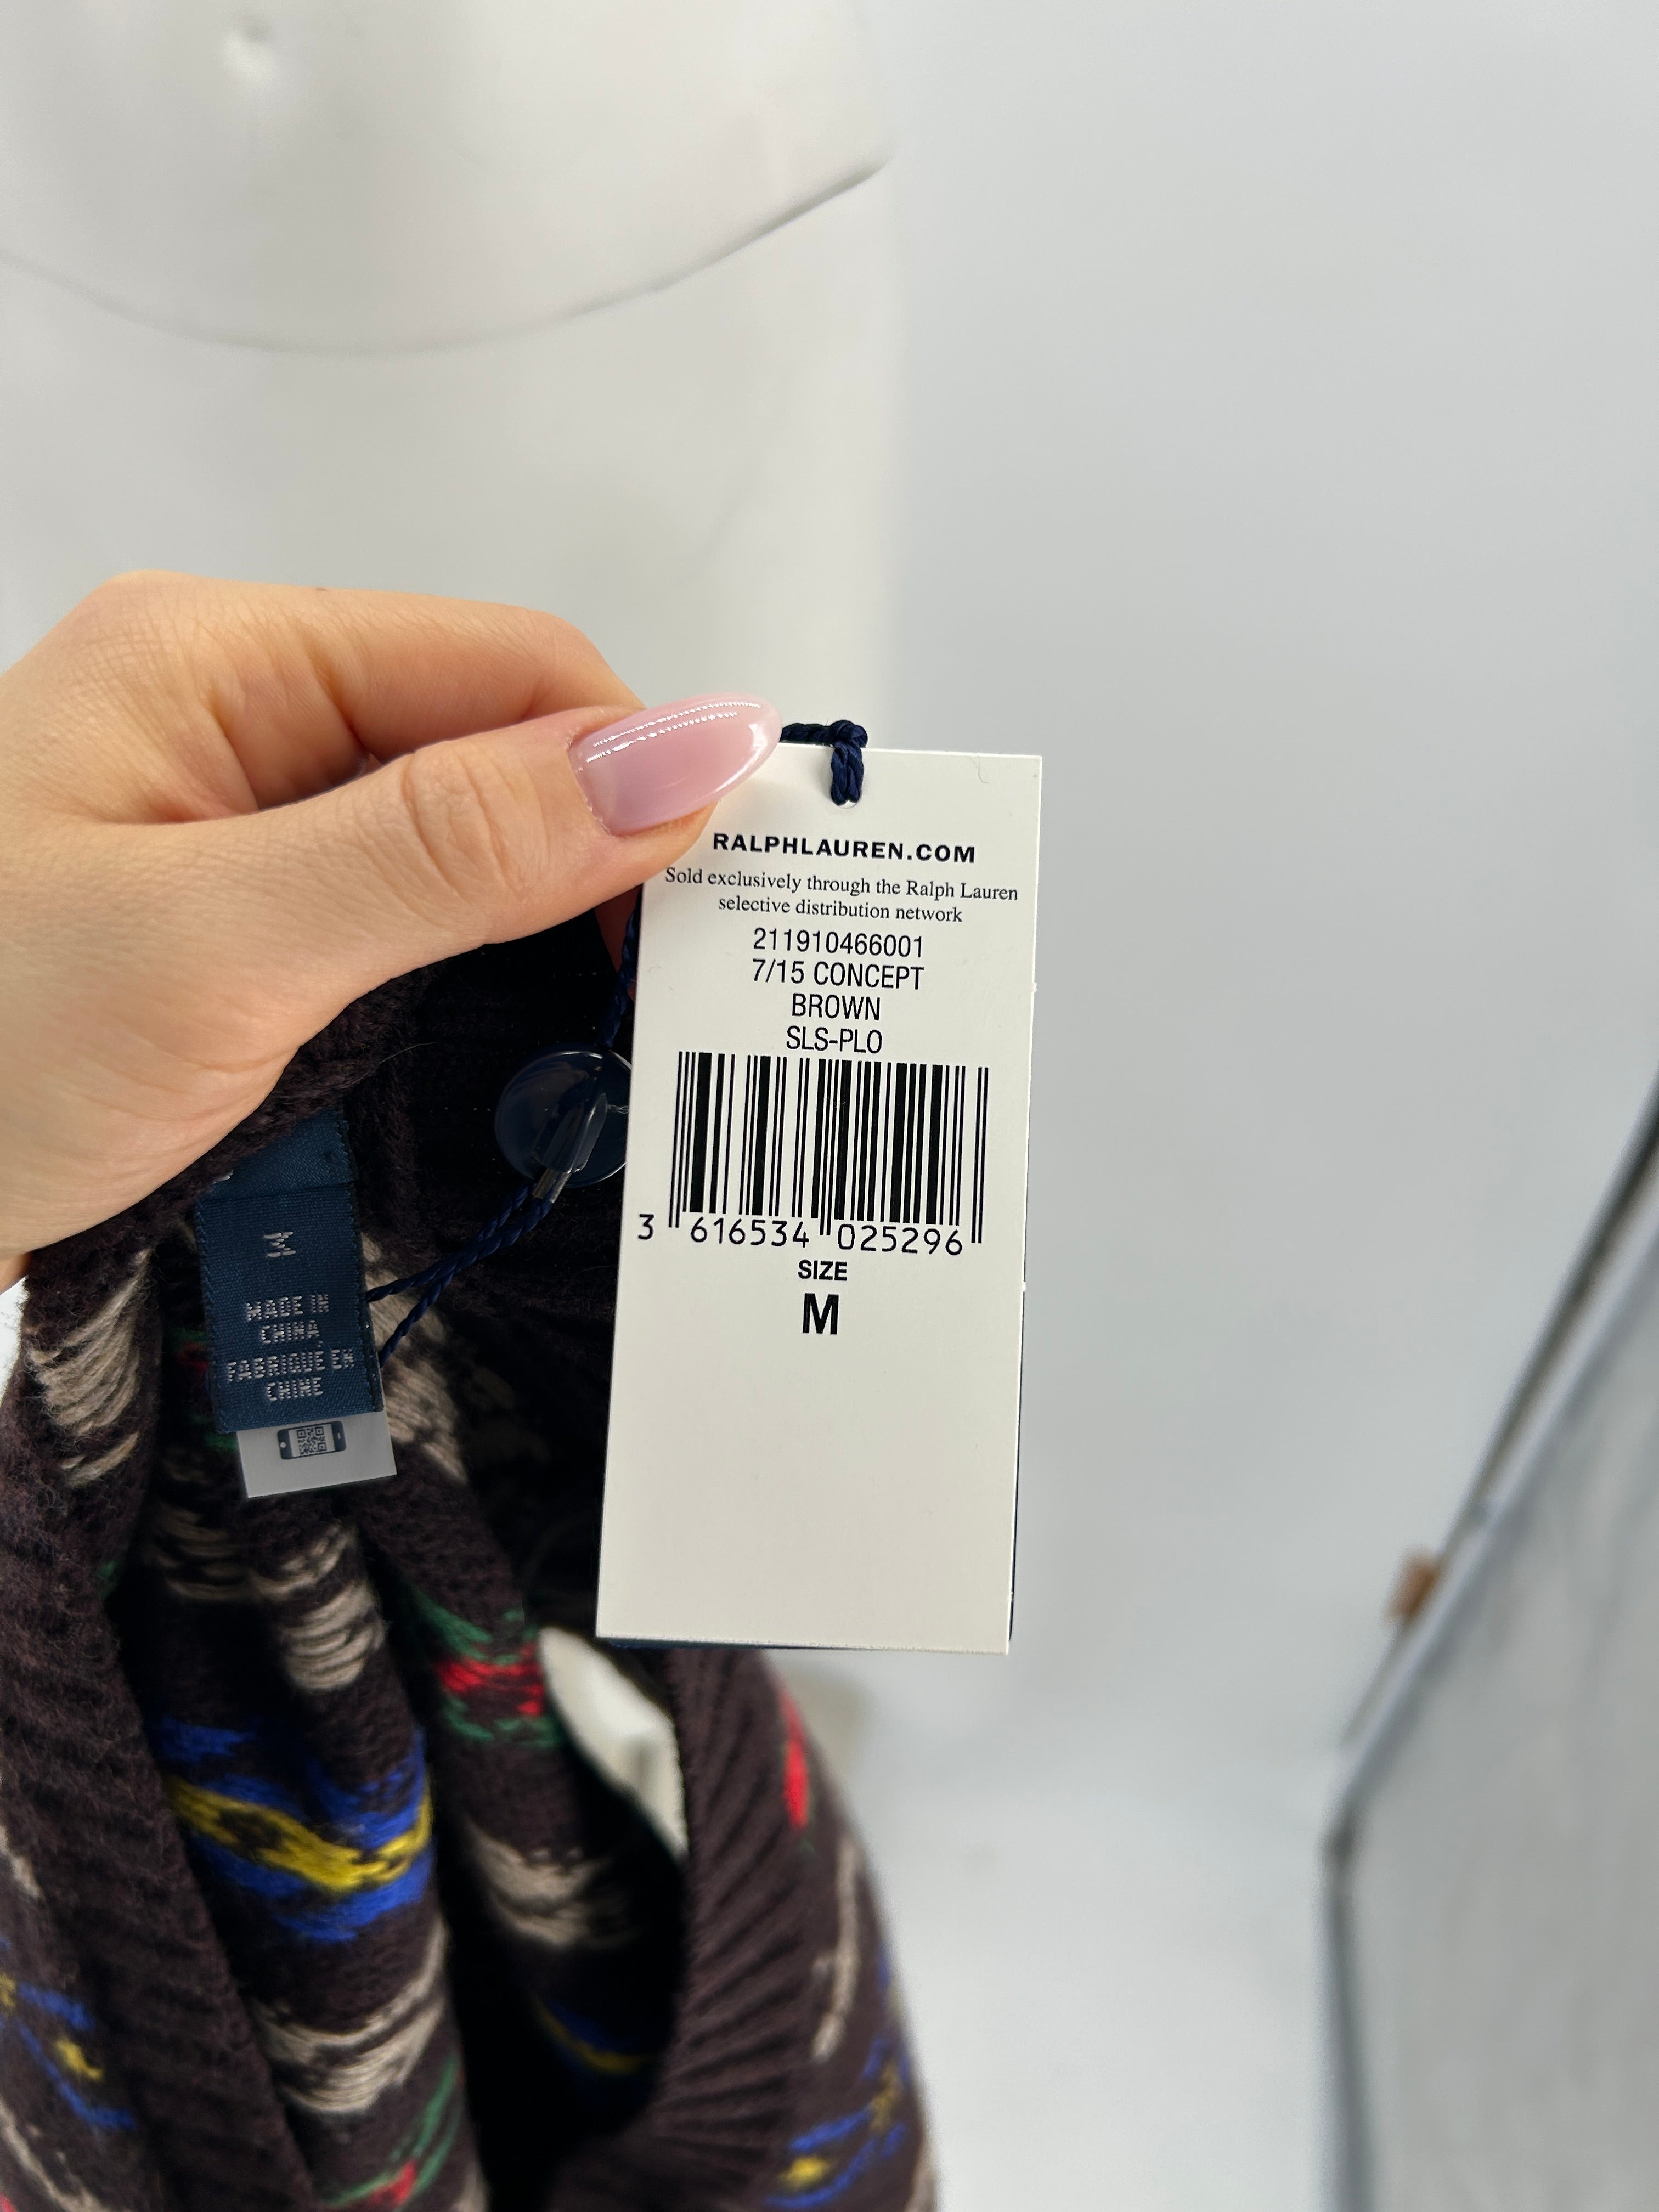 RALPHLAUREN.COM
Sold exclusively through the Ralph Lauren
selective distribution network
211910466001
7/15 CONCEPT
BROWN
SLS-PLO
3 616534 025296
SIZE
M
M
MADE IN
CHINA
FABRIQUE EN
CHINE